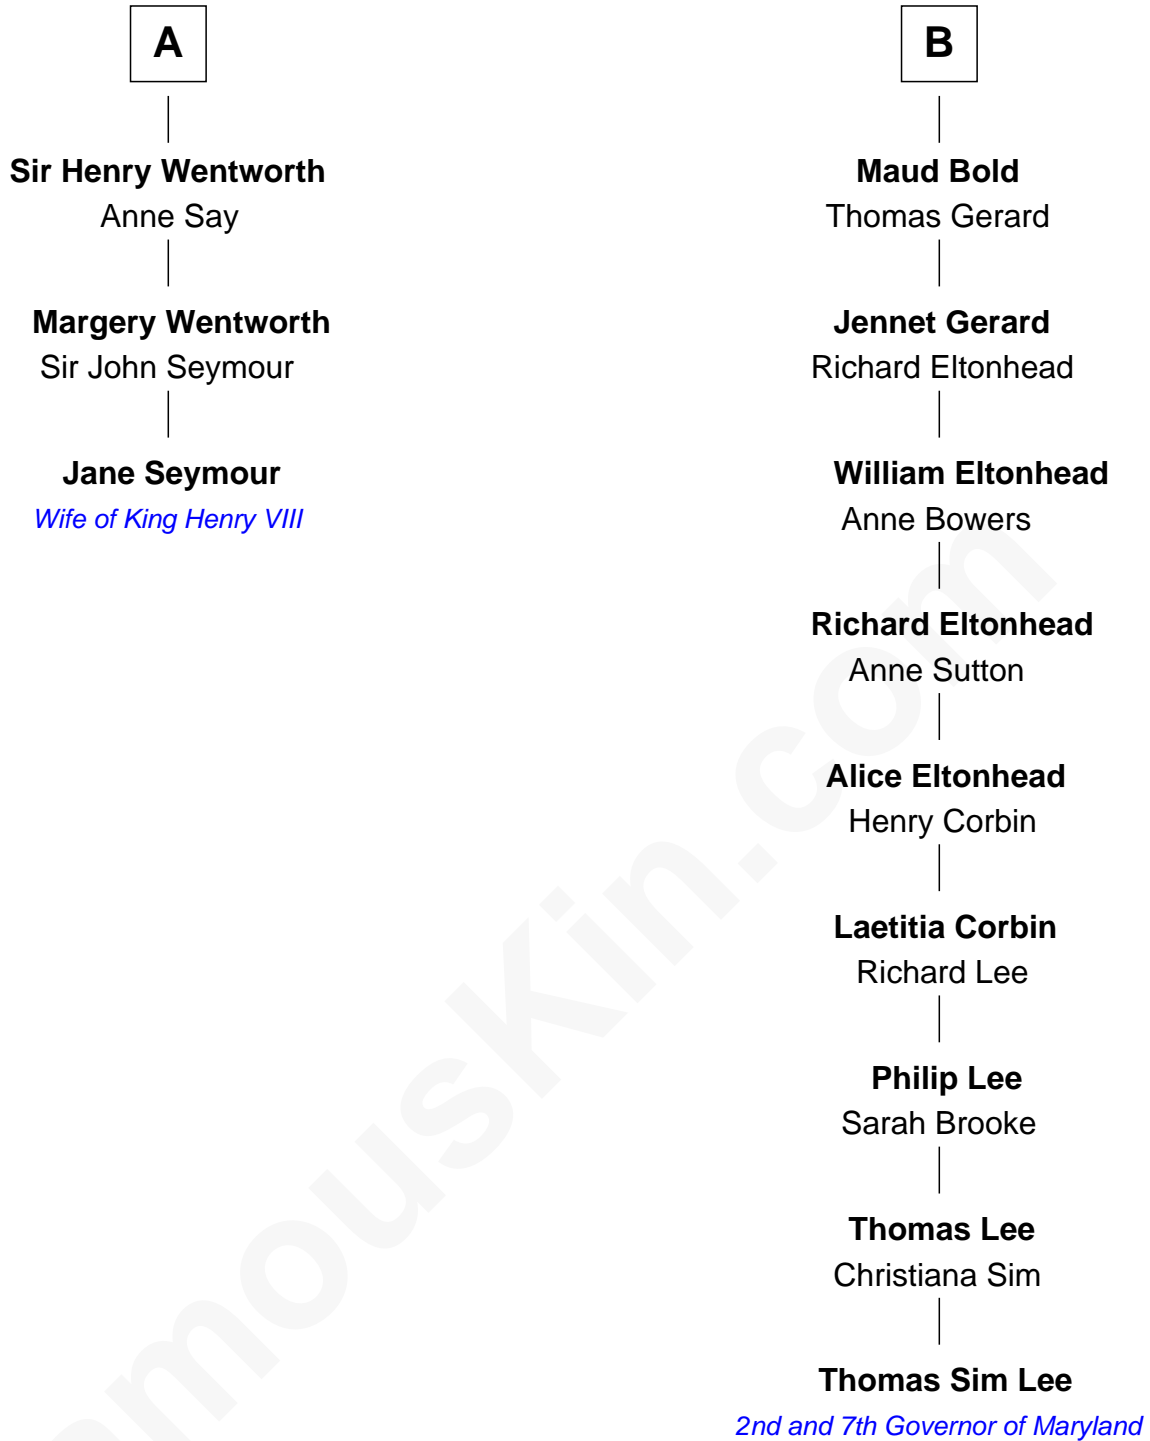 A
Sir Henry Wentworth
Anne Say
Margery Wentworth
Sir John Seymour
Jane Seymour
Wife of King Henry VIII
B
Maud Bold
Thomas Gerard
Jennet Gerard
Richard Eltonhead
William Eltonhead
Anne Bowers
Richard Eltonhead
Anne Sutton
Alice Eltonhead
Henry Corbin
Laetitia Corbin
Richard Lee
Philip Lee
Sarah Brooke
Thomas Lee
Christiana Sim
Thomas Sim Lee
2nd and 7th Governor of Maryland
amouskin.com